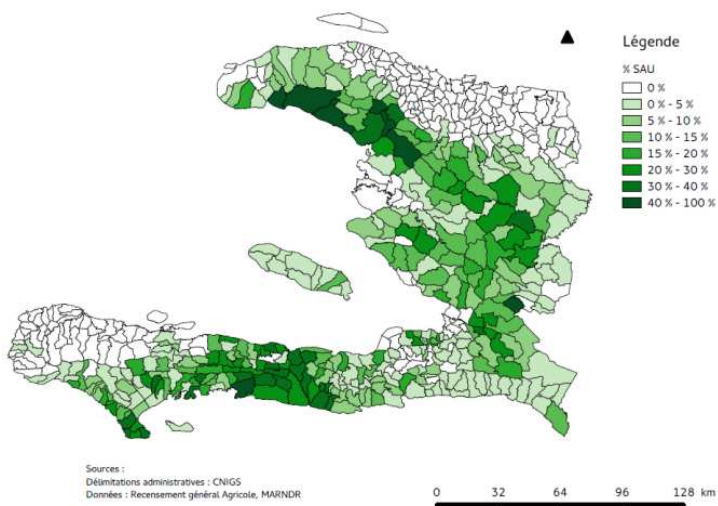 Légende
% SAU
0 %
0 % - 5 %
5 % - 10 %
10 % - 15 %
15 % - 20 %
20 % - 30 %
30 % - 40 %
40 % - 100 %
Sources :
Délimitations administratives : CNIGS
Données : Recensement général Agricole, MARNDR
0 32 64 96 128 km